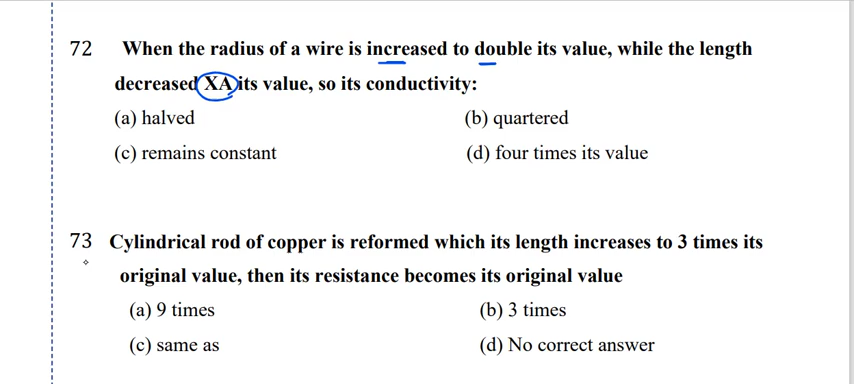 72 When the radius of a wire is increased to double its value, while the length
decreased XA its value, so its conductivity:
(a) halved (b) quartered
(c) remains constant (d) four times its value
73 Cylindrical rod of copper is reformed which its length increases to 3 times its
original value, then its resistance becomes its original value
(a) 9 times (b) 3 times
(c) same as (d) No correct answer